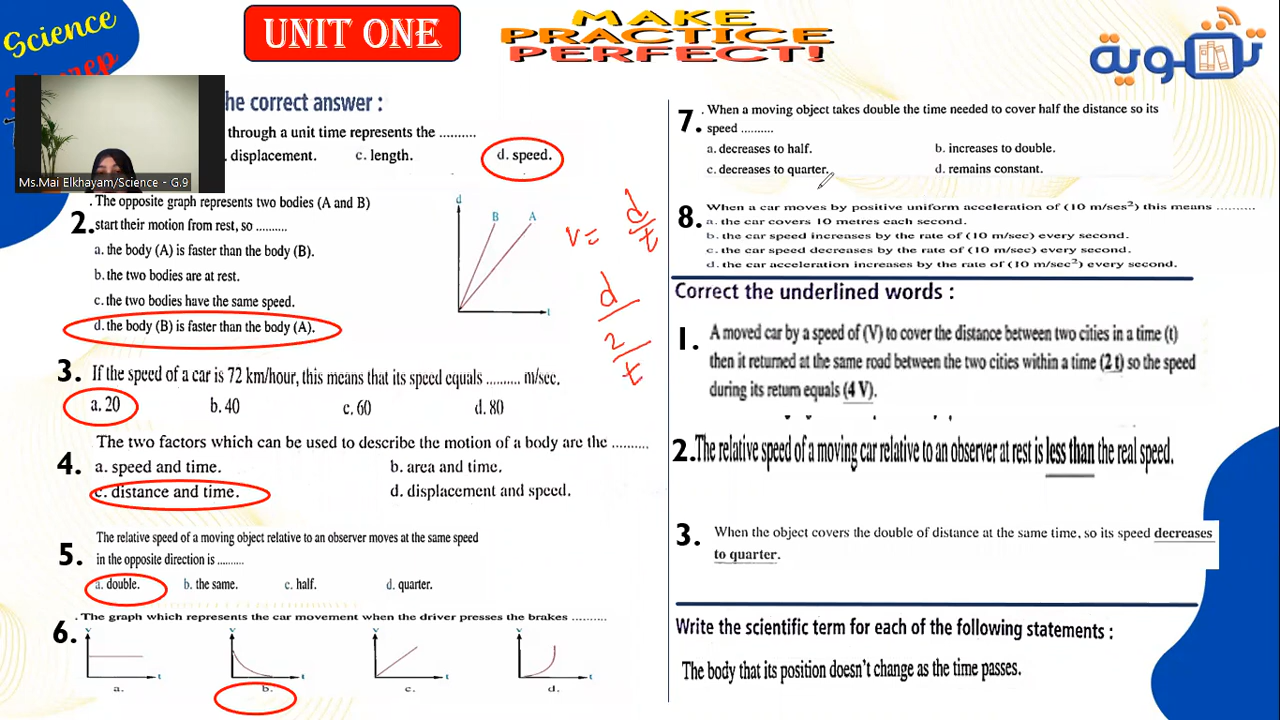 Science
UNIT ONE
MAKE
PRACTICE
PERFECT!
تقوية
Ms.Mai Elkhayam/Science - G.9
he correct answer :
through a unit time represents the ..........
. displacement.
c. length.
d. speed.
2.
. The opposite graph represents two bodies (A and B)
start their motion from rest, so ..........
a. the body (A) is faster than the body (B).
b. the two bodies are at rest.
c. the two bodies have the same speed.
d. the body (B) is faster than the body (A).
d
B
A
t
v = d/t
d
2
t
3. If the speed of a car is 72 km/hour, this means that its speed equals .......... m/sec.
a. 20
b. 40
c. 60
d. 80
4.
The two factors which can be used to describe the motion of a body are the ..........
a. speed and time.
b. area and time.
c. distance and time.
d. displacement and speed.
5.
The relative speed of a moving object relative to an observer moves at the same speed
in the opposite direction is ..........
a. double.
b. the same.
c. half.
d. quarter.
6.
. The graph which represents the car movement when the driver presses the brakes ..........
v
t
a.
v
t
b.
v
t
c.
v
t
d.
7.
. When a moving object takes double the time needed to cover half the distance so its
speed ..........
a. decreases to half.
b. increases to double.
c. decreases to quarter.
d. remains constant.
8.
When a car moves by positive uniform acceleration of (10 m/ses²) this means ..........
a. the car covers 10 metres each second.
b. the car speed increases by the rate of (10 m/sec) every second.
c. the car speed decreases by the rate of (10 m/sec) every second.
d. the car acceleration increases by the rate of (10 m/sec²) every second.
Correct the underlined words :
1.
A moved car by a speed of (V) to cover the distance between two cities in a time (t)
then it returned at the same road between the two cities within a time (2 t) so the speed
during its return equals (4 V).
2. The relative speed of a moving car relative to an observer at rest is less than the real speed.
3. When the object covers the double of distance at the same time, so its speed decreases
to quarter.
Write the scientific term for each of the following statements :
The body that its position doesn't change as the time passes.